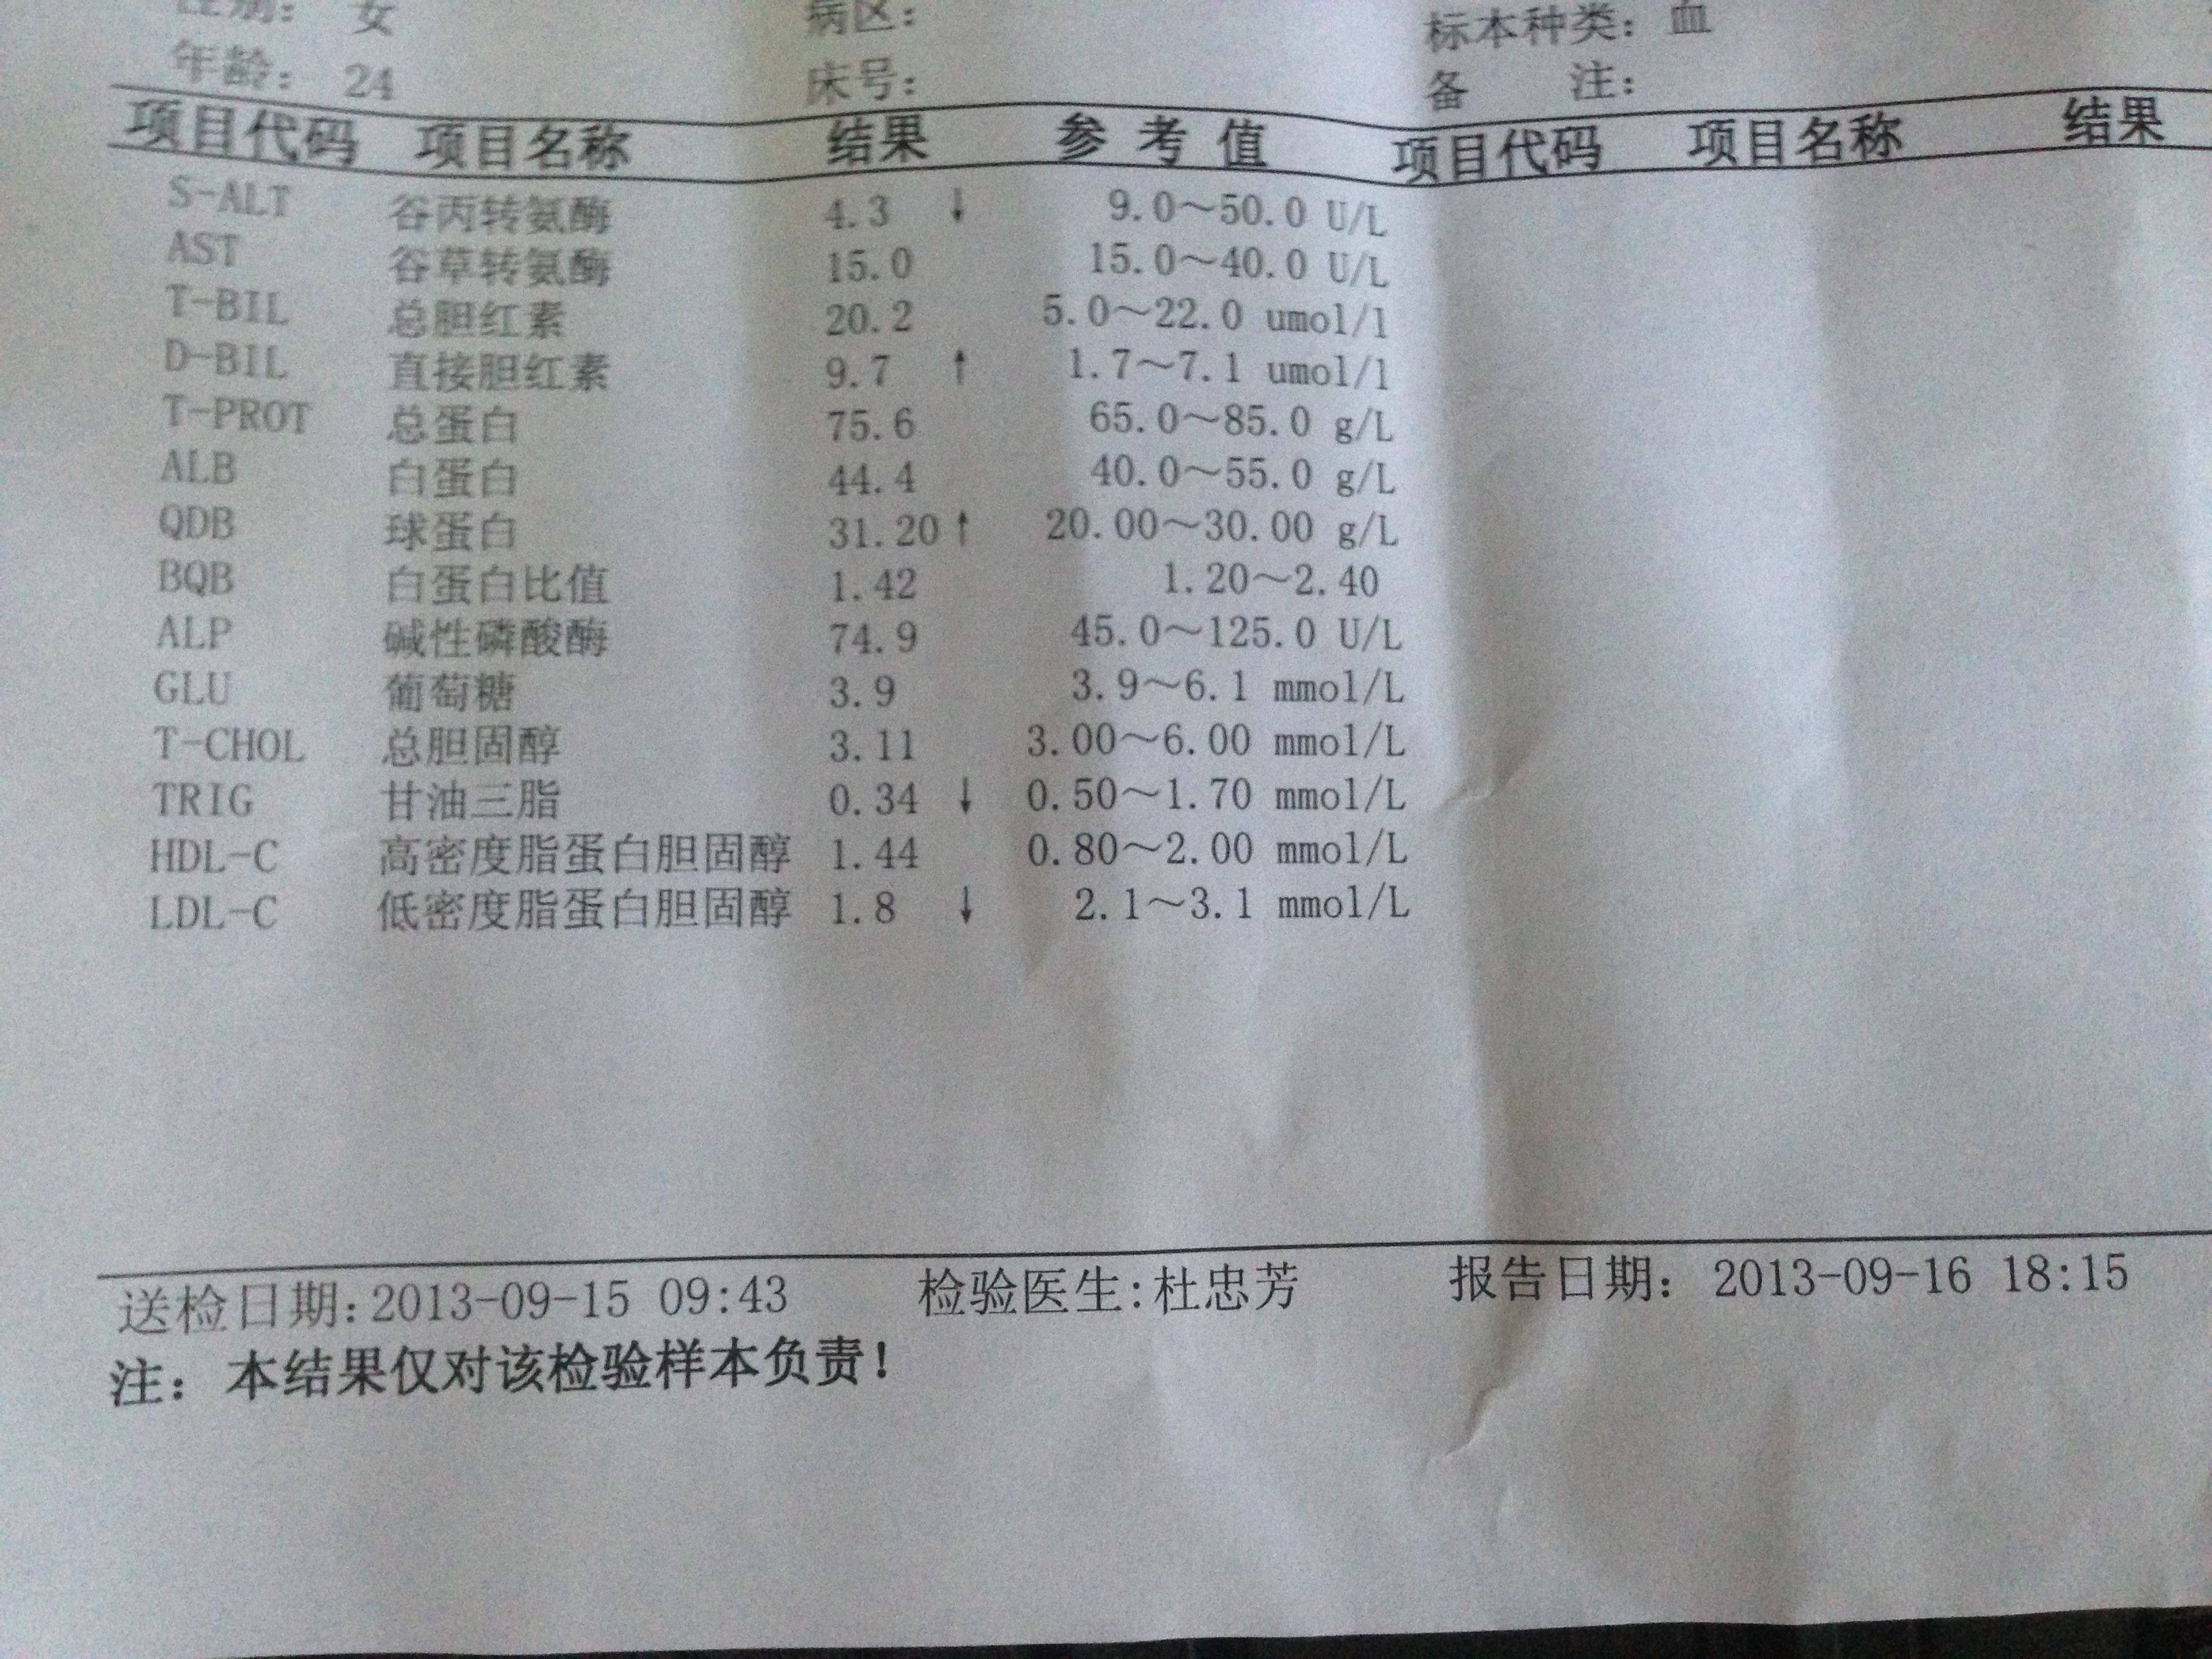 性别: 女 病区: 标本种类: 血
年龄: 24 床号: 备 注:
项目代码 项目名称 结果 参考值 项目代码 项目名称 结果
S-ALT 谷丙转氨酶 4.3 ↓ 9.0~50.0 U/L
AST 谷草转氨酶 15.0 15.0~40.0 U/L
T-BIL 总胆红素 20.2 5.0~22.0 umol/l
D-BIL 直接胆红素 9.7 ↑ 1.7~7.1 umol/l
T-PROT 总蛋白 75.6 65.0~85.0 g/L
ALB 白蛋白 44.4 40.0~55.0 g/L
QDB 球蛋白 31.20 ↑ 20.00~30.00 g/L
BQB 白蛋白比值 1.42 1.20~2.40
ALP 碱性磷酸酶 74.9 45.0~125.0 U/L
GLU 葡萄糖 3.9 3.9~6.1 mmol/L
T-CHOL 总胆固醇 3.11 3.00~6.00 mmol/L
TRIG 甘油三脂 0.34 ↓ 0.50~1.70 mmol/L
HDL-C 高密度脂蛋白胆固醇 1.44 0.80~2.00 mmol/L
LDL-C 低密度脂蛋白胆固醇 1.8 ↓ 2.1~3.1 mmol/L
送检日期:2013-09-15 09:43 检验医生:杜忠芳 报告日期: 2013-09-16 18:15
注: 本结果仅对该检验样本负责!